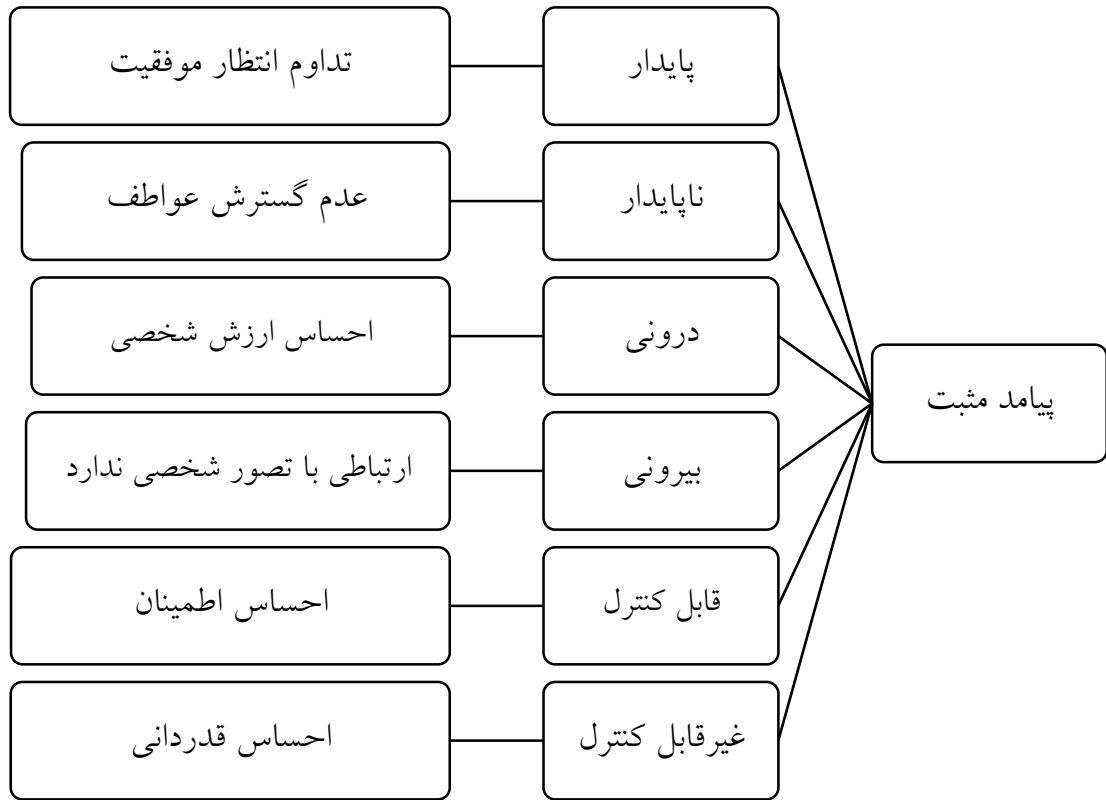 پیامد مثبت
پایدار
تداوم انتظار موفقیت
ناپایدار
عدم گسترش عواطف
درونی
احساس ارزش شخصی
بیرونی
ارتباطی با تصور شخصی ندارد
قابل کنترل
احساس اطمینان
غیرقابل کنترل
احساس قدردانی